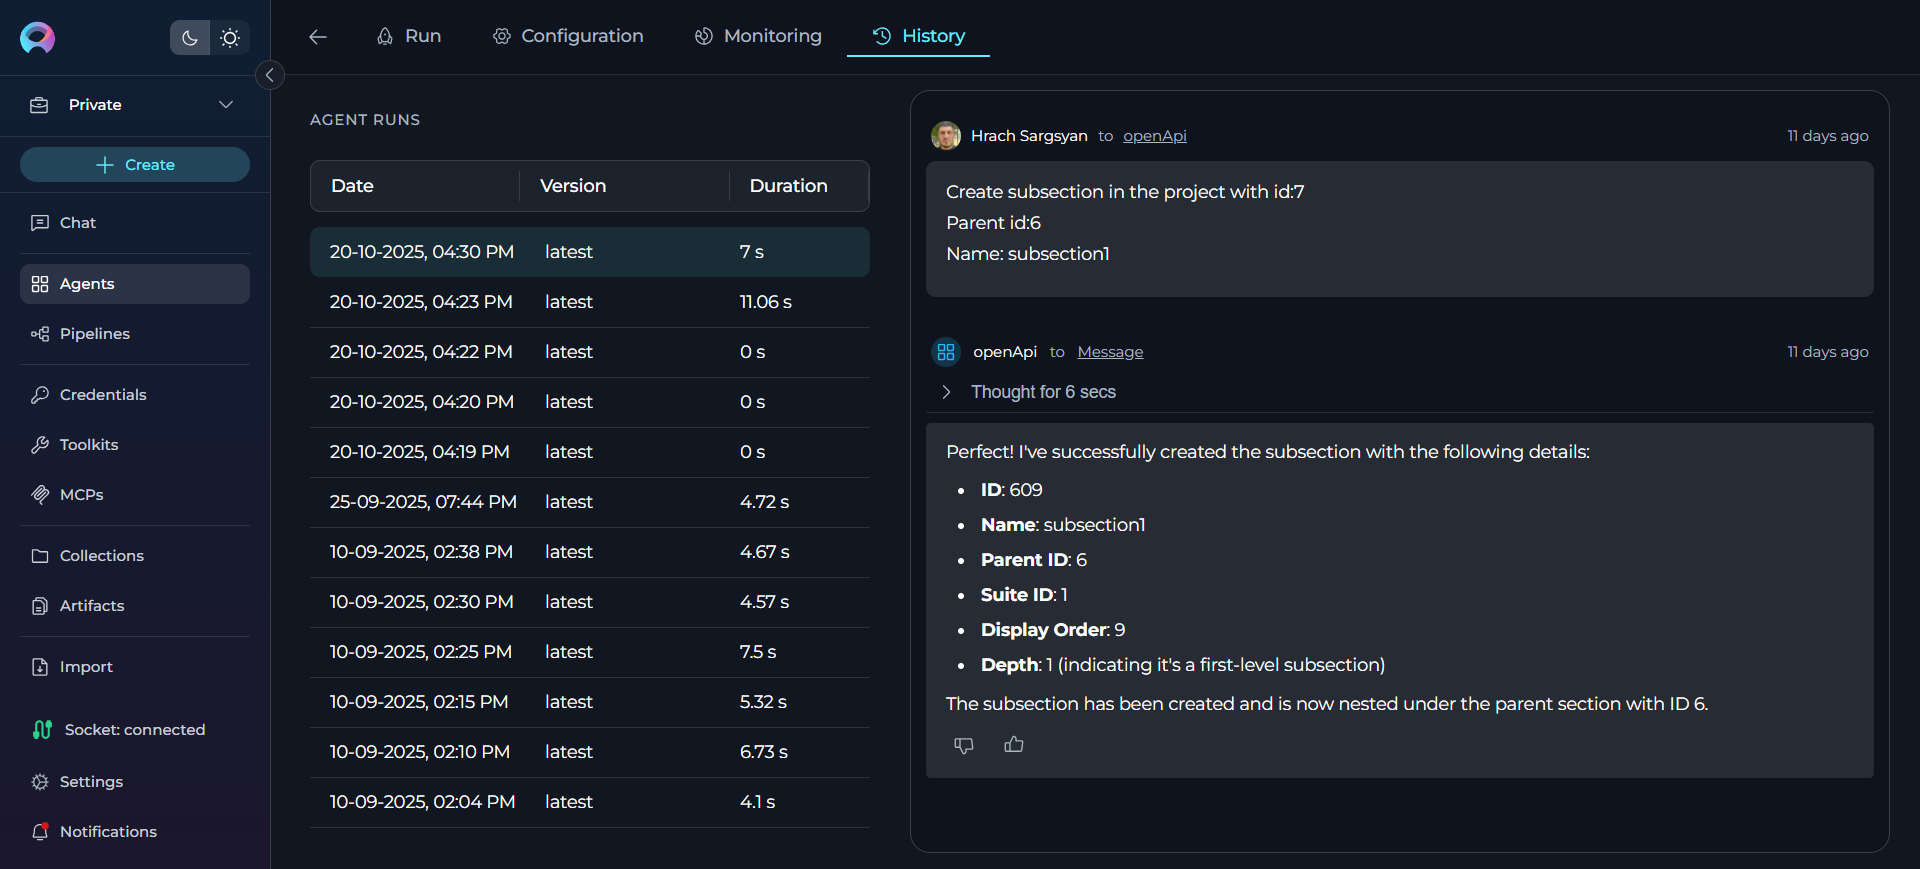 Private
Create
Chat
Agents
Pipelines
Credentials
Toolkits
MCPs
Collections
Artifacts
Import
Socket: connected
Settings
Notifications
Run
Configuration
Monitoring
History
AGENT RUNS
Date Version Duration
20-10-2025, 04:30 PM latest 7 s
20-10-2025, 04:23 PM latest 11.06 s
20-10-2025, 04:22 PM latest 0 s
20-10-2025, 04:20 PM latest 0 s
20-10-2025, 04:19 PM latest 0 s
25-09-2025, 07:44 PM latest 4.72 s
10-09-2025, 02:38 PM latest 4.67 s
10-09-2025, 02:30 PM latest 4.57 s
10-09-2025, 02:25 PM latest 7.5 s
10-09-2025, 02:15 PM latest 5.32 s
10-09-2025, 02:10 PM latest 6.73 s
10-09-2025, 02:04 PM latest 4.1 s
Hrach Sargsyan to openApi 11 days ago
Create subsection in the project with id:7
Parent id:6
Name: subsection1
openApi to Message 11 days ago
Thought for 6 secs
Perfect! I've successfully created the subsection with the following details:
• ID: 609
• Name: subsection1
• Parent ID: 6
• Suite ID: 1
• Display Order: 9
• Depth: 1 (indicating it's a first-level subsection)
The subsection has been created and is now nested under the parent section with ID 6.